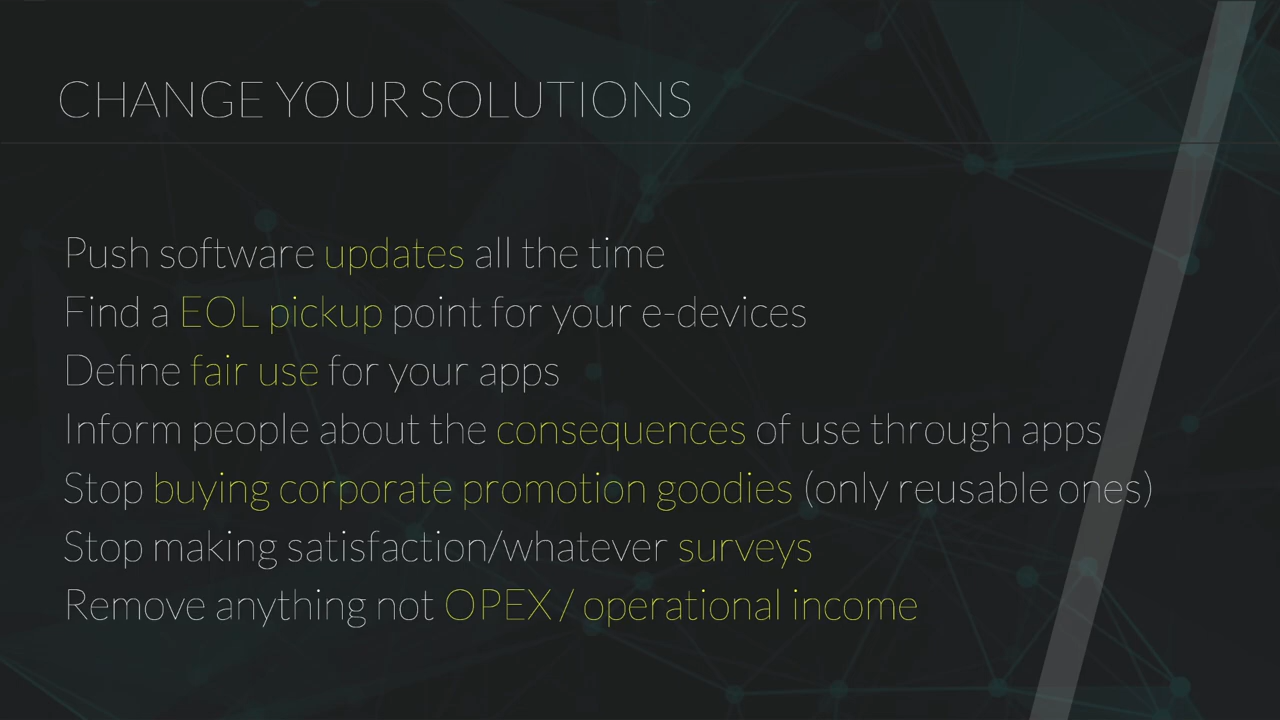 CHANGE YOUR SOLUTIONS
Push software updates all the time
Find a EOL pickup point for your e-devices
Define fair use for your apps
Inform people about the consequences of use through apps
Stop buying corporate promotion goodies (only reusable ones)
Stop making satisfaction/whatever surveys
Remove anything not OPEX / operational income